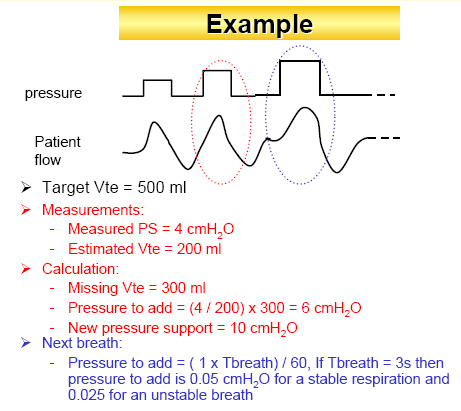 Example
pressure
Patient
flow
➢ Target Vte = 500 ml
➢ Measurements:
- Measured PS = 4 cmH₂O
- Estimated Vte = 200 ml
➢ Calculation:
- Missing Vte = 300 ml
- Pressure to add = (4 / 200) x 300 = 6 cmH₂O
- New pressure support = 10 cmH₂O
➢ Next breath:
- Pressure to add = ( 1 x Tbreath) / 60, If Tbreath = 3s then
pressure to add is 0.05 cmH₂O for a stable respiration and
0.025 for an unstable breath